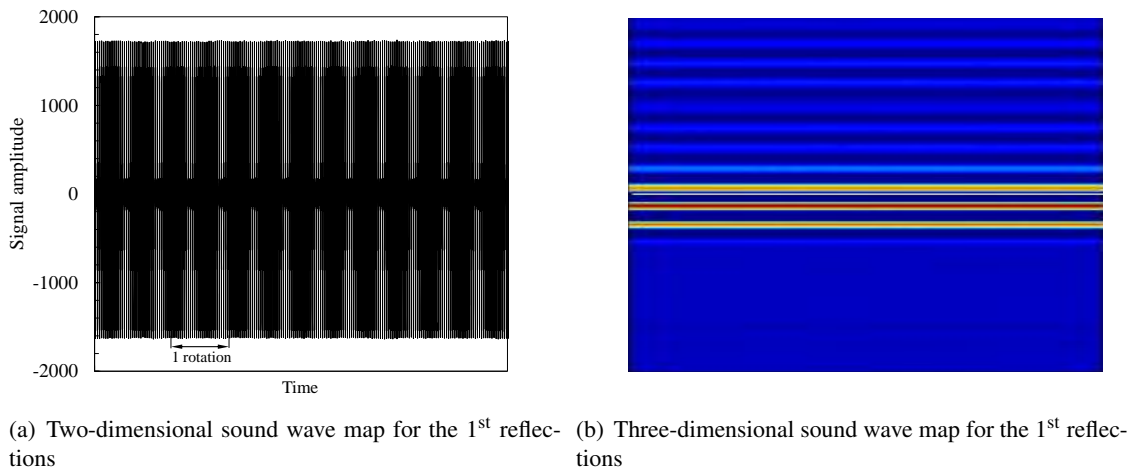 2000
1000
0
-1000
-2000
Signal amplitude
1 rotation
Time
(a) Two-dimensional sound wave map for the 1st reflec-
tions
(b) Three-dimensional sound wave map for the 1st reflec-
tions